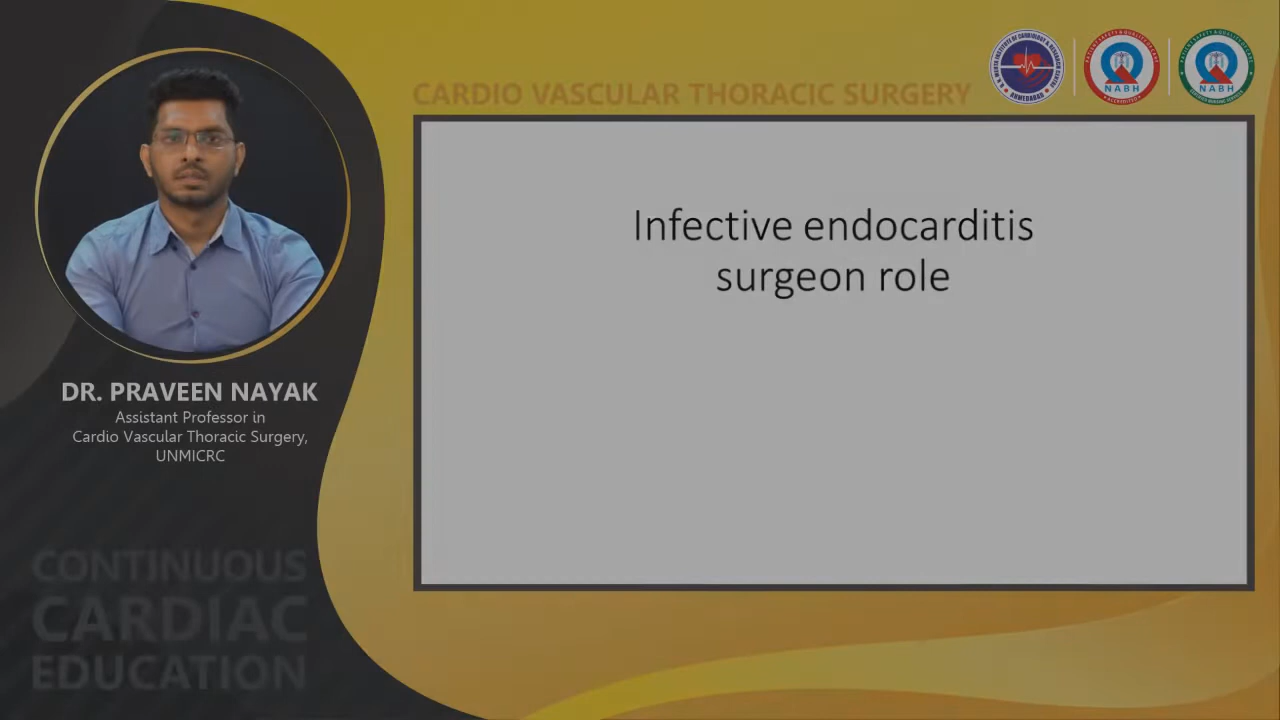 CARDIO VASCULAR THORACIC SURGERY
NABH
NABH
Infective endocarditis
surgeon role
DR. PRAVEEN NAYAK
Assistant Professor in
Cardio Vascular Thoracic Surgery,
UNMICRC
CONTINUOUS
CARDIAC
EDUCATION